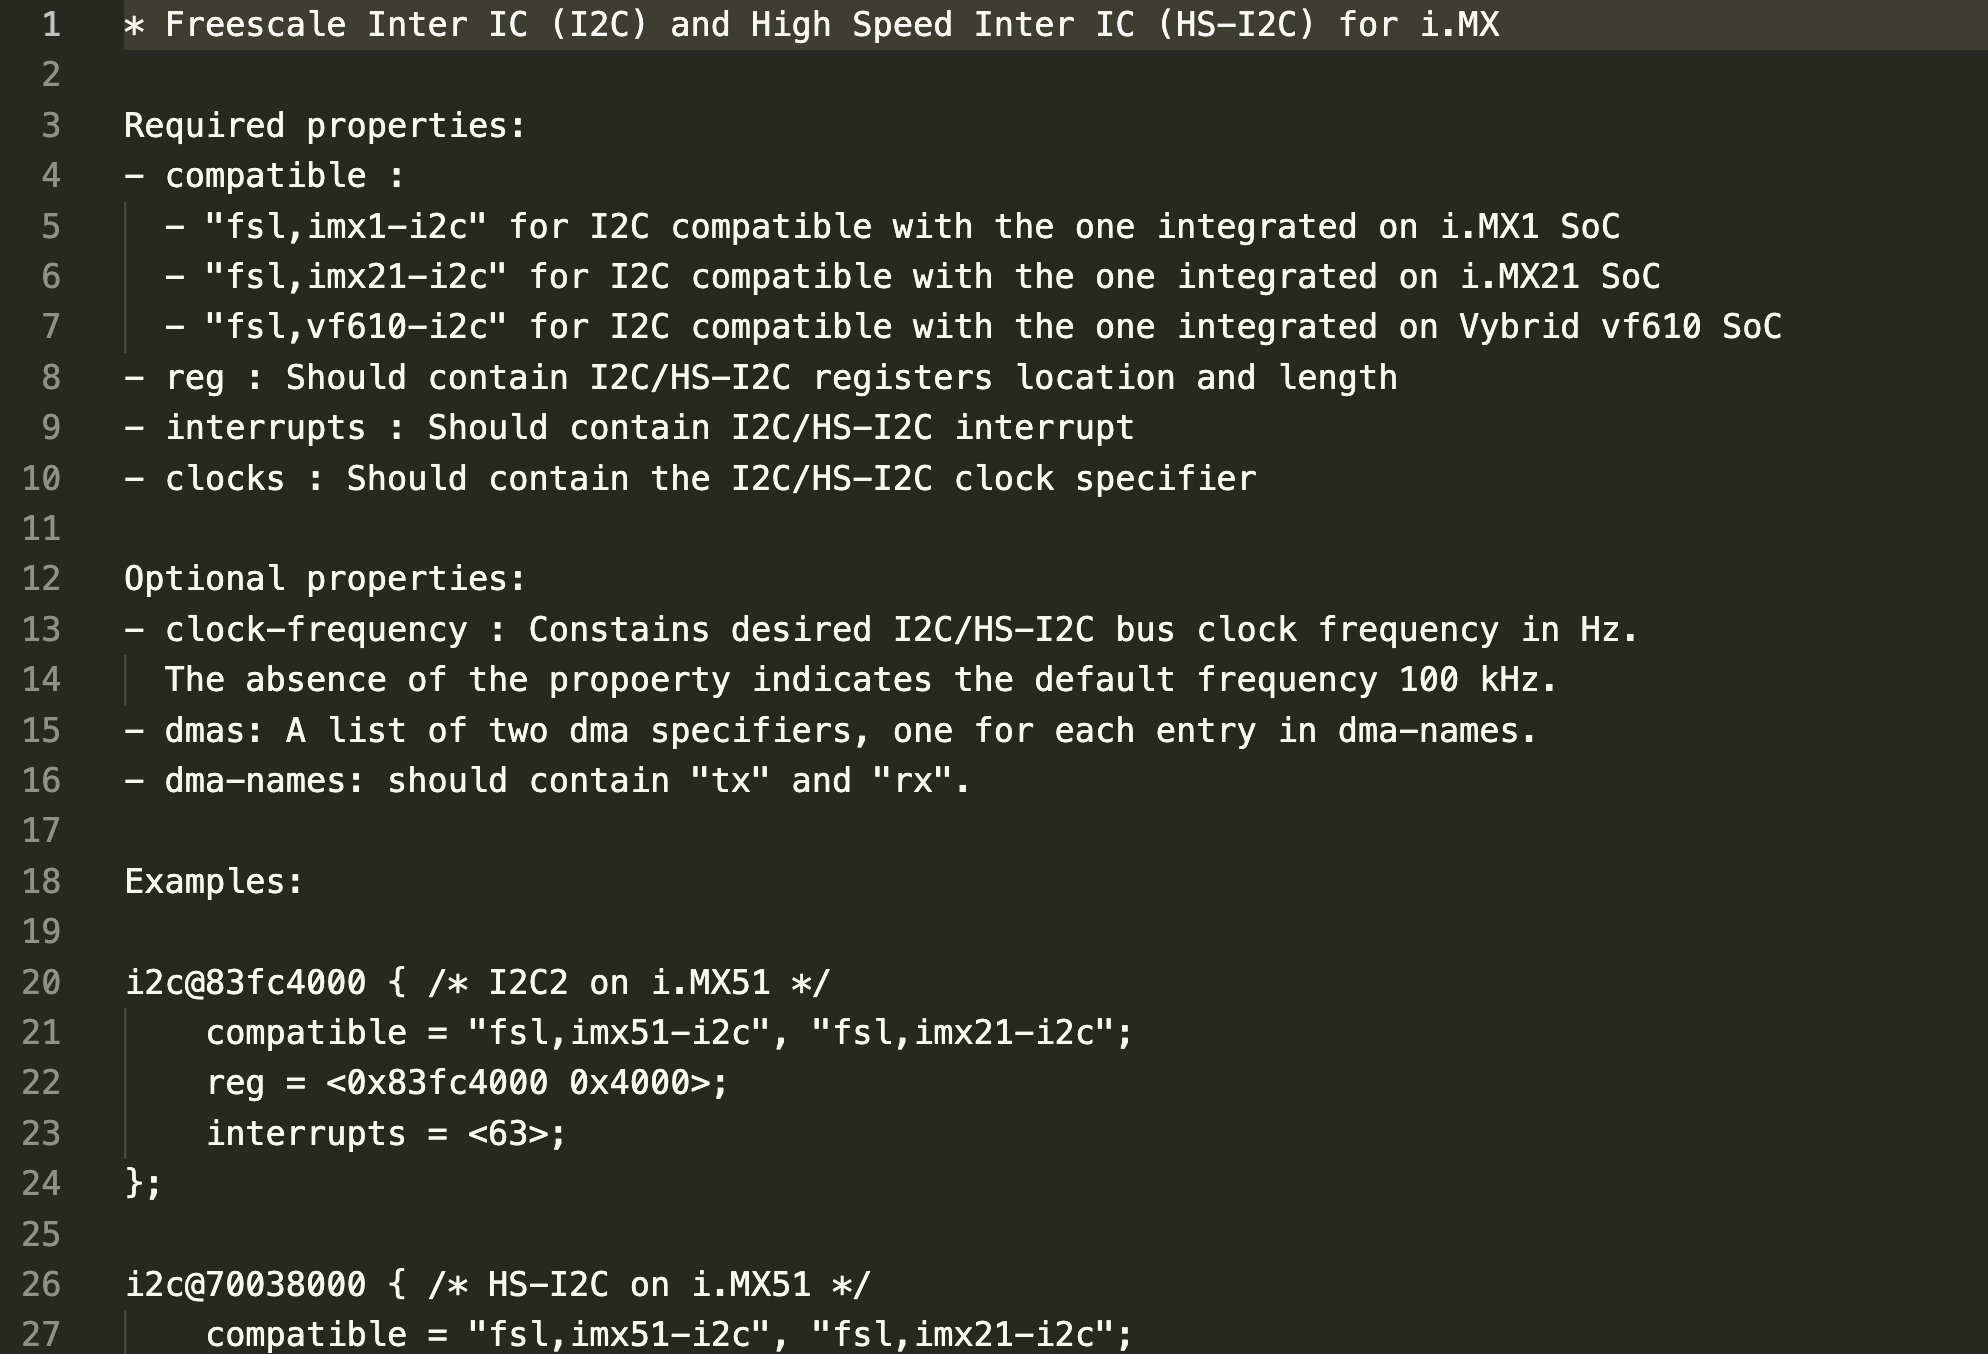 1 * Freescale Inter IC (I2C) and High Speed Inter IC (HS-I2C) for i.MX
2
3 Required properties:
4 - compatible :
5   - "fsl,imx1-i2c" for I2C compatible with the one integrated on i.MX1 SoC
6   - "fsl,imx21-i2c" for I2C compatible with the one integrated on i.MX21 SoC
7   - "fsl,vf610-i2c" for I2C compatible with the one integrated on Vybrid vf610 SoC
8 - reg : Should contain I2C/HS-I2C registers location and length
9 - interrupts : Should contain I2C/HS-I2C interrupt
10 - clocks : Should contain the I2C/HS-I2C clock specifier
11
12 Optional properties:
13 - clock-frequency : Constains desired I2C/HS-I2C bus clock frequency in Hz.
14   The absence of the propoerty indicates the default frequency 100 kHz.
15 - dmas: A list of two dma specifiers, one for each entry in dma-names.
16 - dma-names: should contain "tx" and "rx".
17
18 Examples:
19
20 i2c@83fc4000 { /* I2C2 on i.MX51 */
21     compatible = "fsl,imx51-i2c", "fsl,imx21-i2c";
22     reg = <0x83fc4000 0x4000>;
23     interrupts = <63>;
24 };
25
26 i2c@70038000 { /* HS-I2C on i.MX51 */
27     compatible = "fsl,imx51-i2c", "fsl,imx21-i2c";